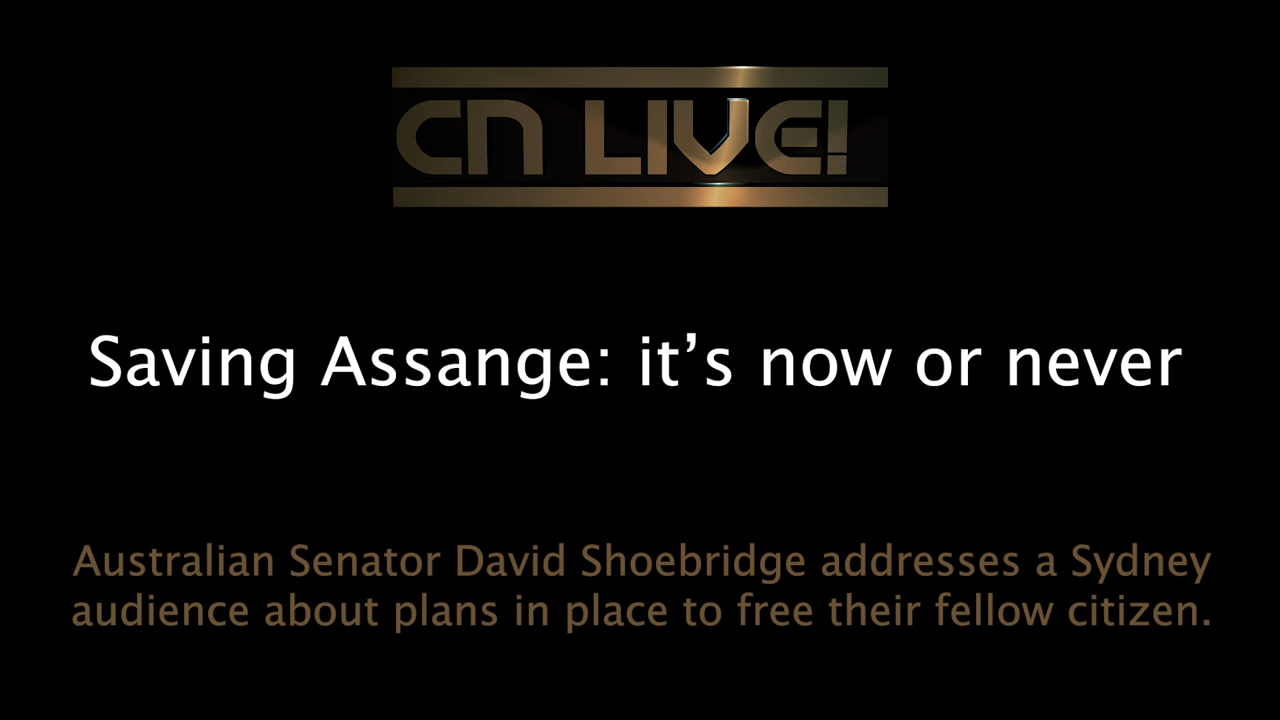 CN LIVE!
Saving Assange: it’s now or never
Australian Senator David Shoebridge addresses a Sydney
audience about plans in place to free their fellow citizen.